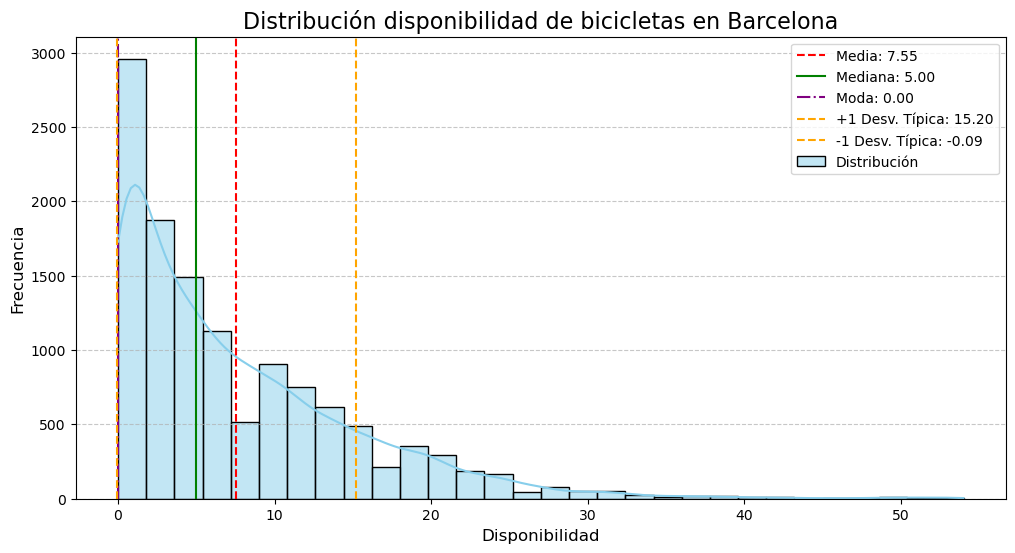 Distribución disponibilidad de bicicletas en Barcelona
Frecuencia
3000
2500
2000
1500
1000
500
0
Media: 7.55
Mediana: 5.00
Moda: 0.00
+1 Desv. Típica: 15.20
-1 Desv. Típica: -0.09
Distribución
0 10 20 30 40 50
Disponibilidad